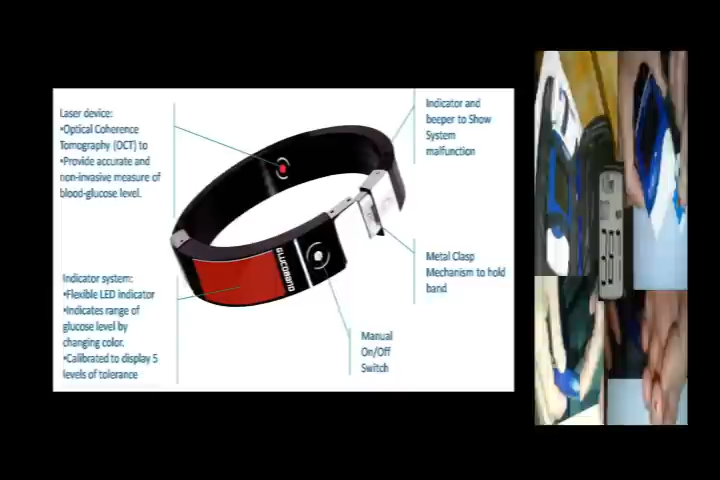 Laser device:
•Optical Coherence
Tomography (OCT) to
•Provide accurate and
non-invasive measure of
blood-glucose level.
Indicator and
beeper to Show
System
malfunction
Indicator system:
•Flexible LED indicator
•Indicates range of
glucose level by
changing color.
•Calibrated to display 5
levels of tolerance
GLUCOBAND
Metal Clasp
Mechanism to hold
band
Manual
On/Off
Switch